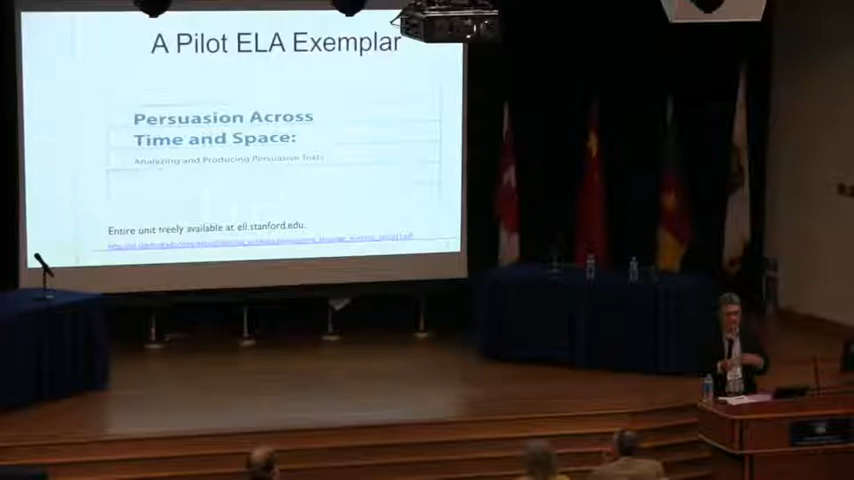 A Pilot ELA Exemplar
Persuasion Across
Time and Space:
Analyzing and Producing Persuasive Texts
Entire unit freely available at ell.stanford.edu.